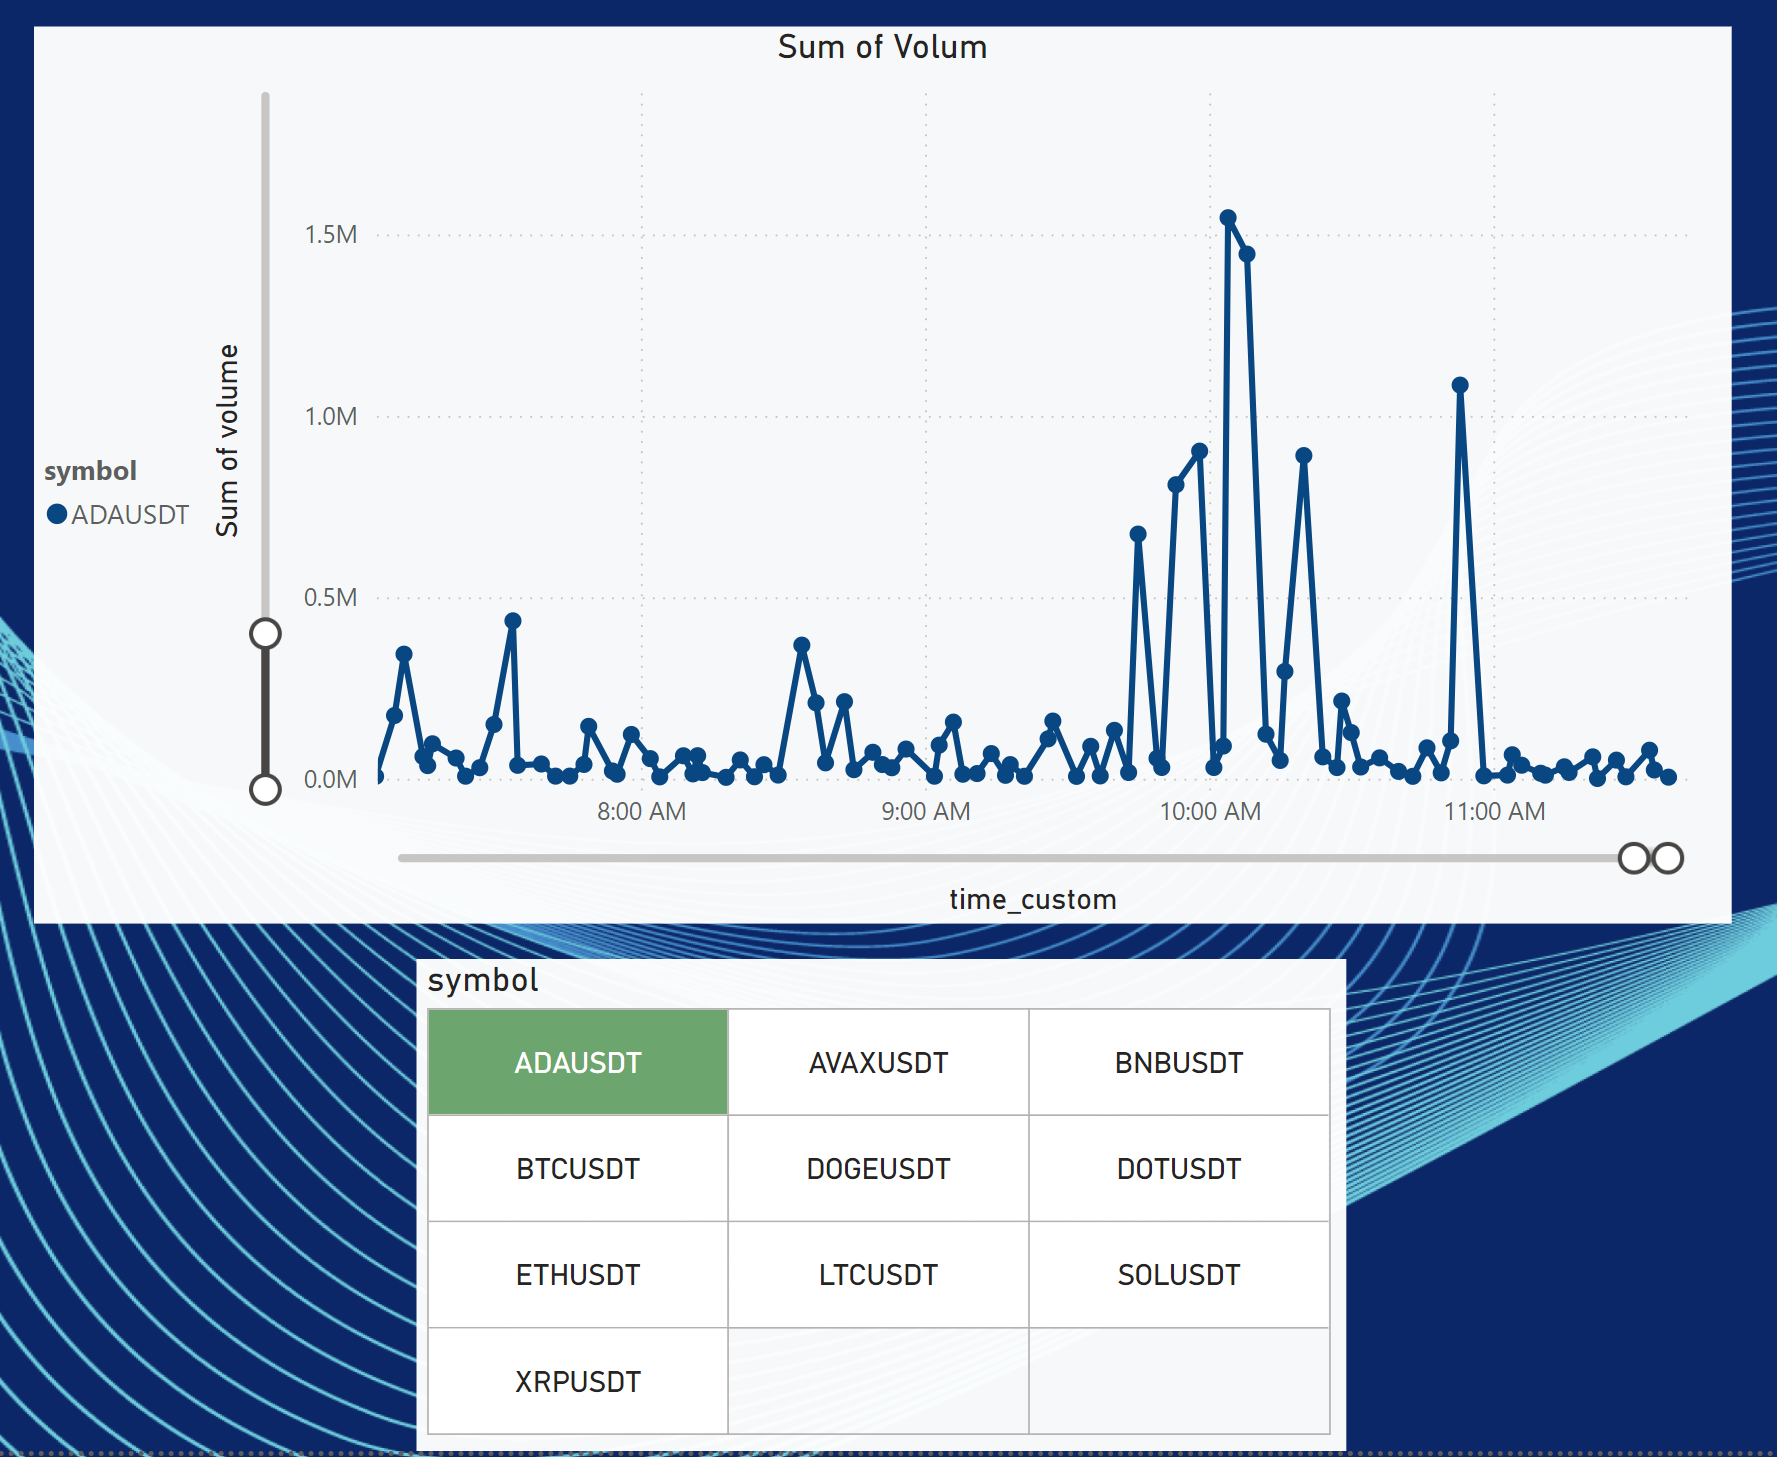 Sum of Volum
symbol
ADAUSDT
Sum of volume
1.5M
1.0M
0.5M
0.0M
8:00 AM 9:00 AM 10:00 AM 11:00 AM
time_custom
symbol
ADAUSDT AVAXUSDT BNBUSDT
BTCUSDT DOGEUSDT DOTUSDT
ETHUSDT LTCUSDT SOLUSDT
XRPUSDT